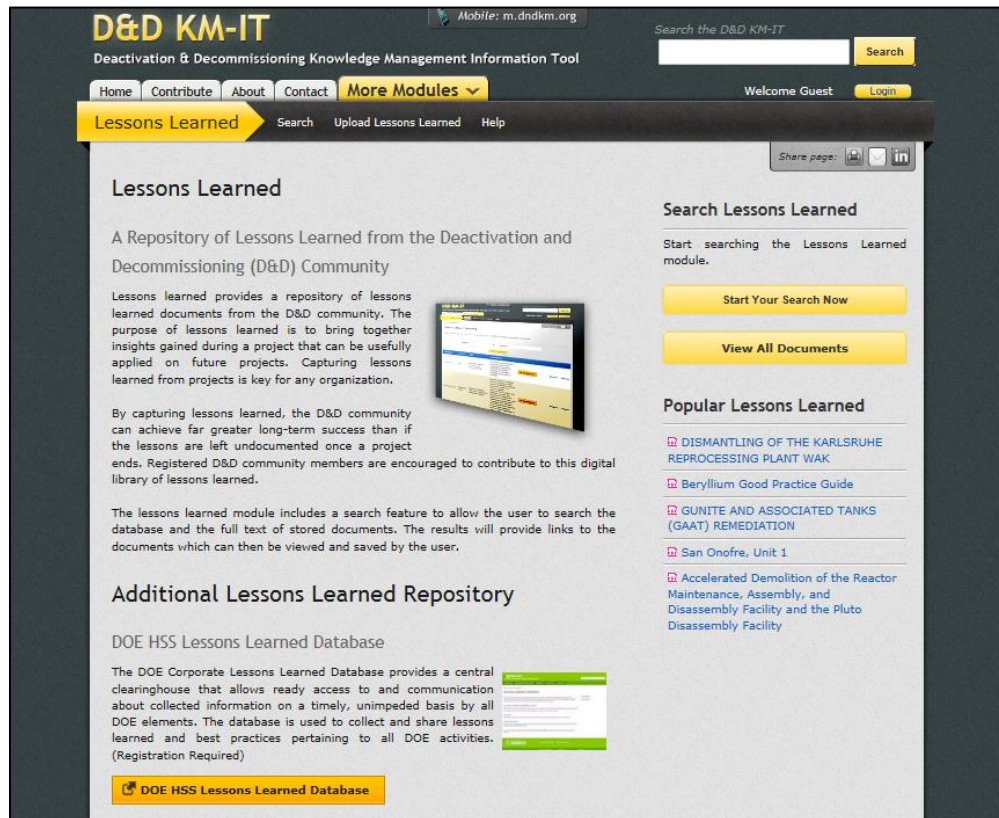 D&D KM-IT
Mobile: m.dndkm.org
Deactivation & Decommissioning Knowledge Management Information Tool
Search the D&D KM-IT
Search
Home Contribute About Contact More Modules
Welcome Guest Login
Lessons Learned Search Upload Lessons Learned Help
Share page: in
Lessons Learned
A Repository of Lessons Learned from the Deactivation and
Decommissioning (D&D) Community
Lessons learned provides a repository of lessons
learned documents from the D&D community. The
purpose of lessons learned is to bring together
insights gained during a project that can be usefully
applied on future projects. Capturing lessons
learned from projects is key for any organization.
By capturing lessons learned, the D&D community
can achieve far greater long-term success than if
the lessons are left undocumented once a project
ends. Registered D&D community members are encouraged to contribute to this digital
library of lessons learned.
The lessons learned module includes a search feature to allow the user to search the
database and the full text of stored documents. The results will provide links to the
documents which can then be viewed and saved by the user.
Additional Lessons Learned Repository
DOE HSS Lessons Learned Database
The DOE Corporate Lessons Learned Database provides a central
clearinghouse that allows ready access to and communication
about collected information on a timely, unimpeded basis by all
DOE elements. The database is used to collect and share lessons
learned and best practices pertaining to all DOE activities.
(Registration Required)
DOE HSS Lessons Learned Database
Search Lessons Learned
Start searching the Lessons Learned
module.
Start Your Search Now
View All Documents
Popular Lessons Learned
DISMANTLING OF THE KARLSRUHE
REPROCESSING PLANT WAK
Beryllium Good Practice Guide
GUNITE AND ASSOCIATED TANKS
(GAAT) REMEDIATION
San Onofre, Unit 1
Accelerated Demolition of the Reactor
Maintenance, Assembly, and
Disassembly Facility and the Pluto
Disassembly Facility